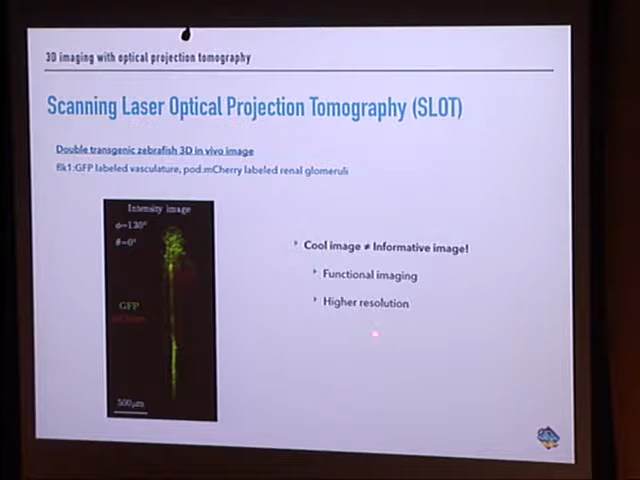 3D imaging with optical projection tomography
Scanning Laser Optical Projection Tomography (SLOT)
Double transgenic zebrafish 3D in vivo image
flk1:GFP labeled vasculature, pod:mCherry labeled renal glomeruli
Intensity image
ϕ=130°
θ=0°
GFP
500μm
Cool image ≠ Informative image!
Functional imaging
Higher resolution